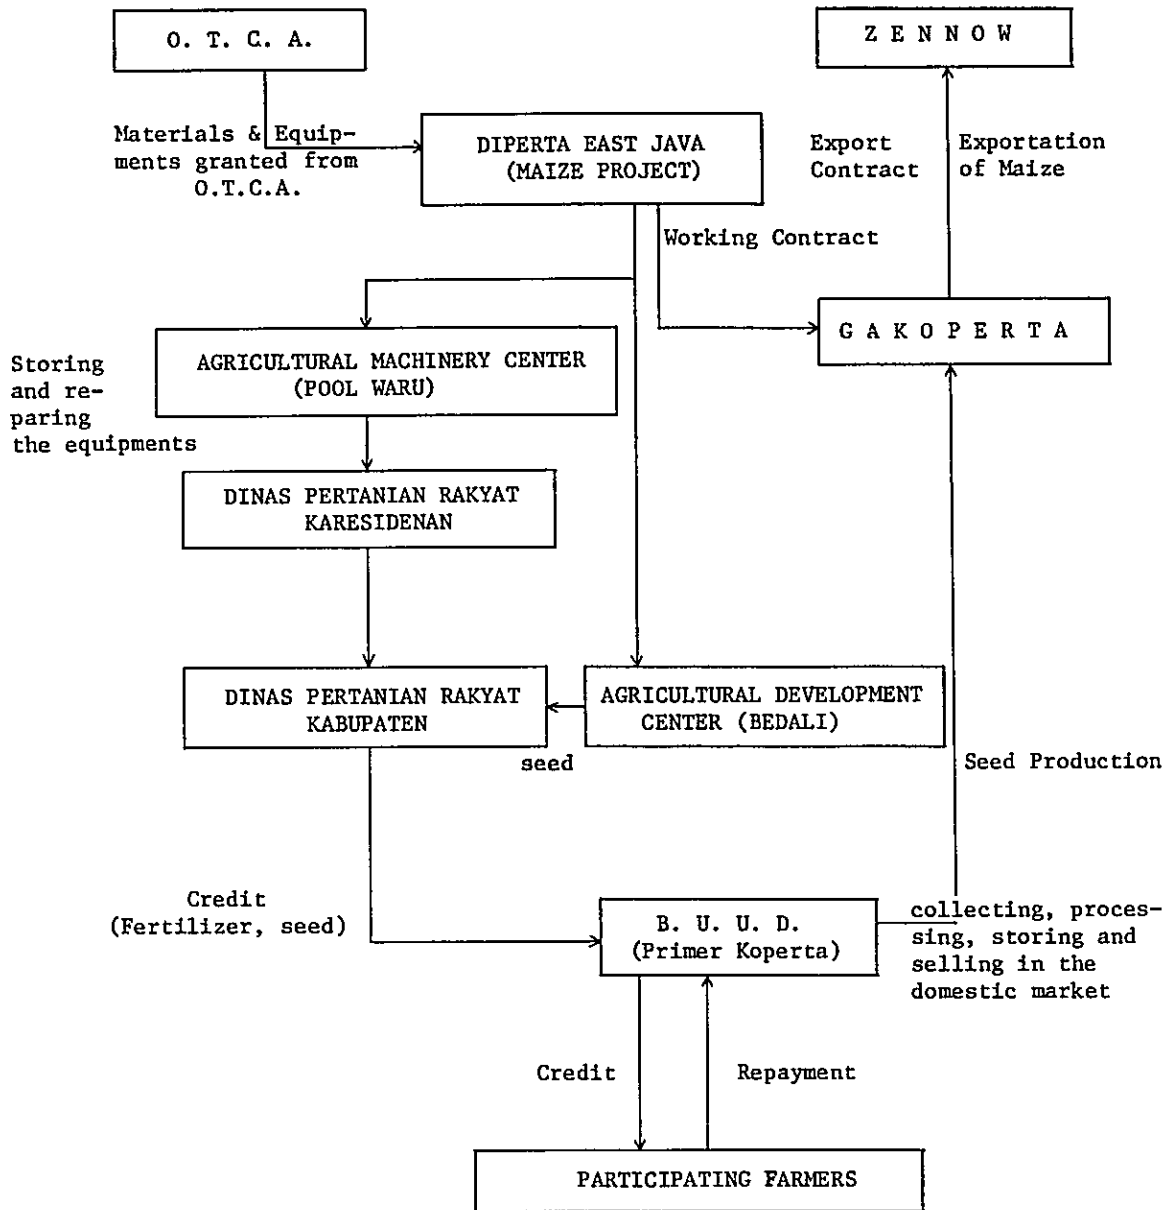 O. T. C. A.
Z E N N O W
Materials & Equip-
ments granted from
O.T.C.A.
DIPERTA EAST JAVA
(MAIZE PROJECT)
Export
Contract
Exportation
of Maize
Working Contract
G A K O P E R T A
Storing
and re-
paring
the equipments
AGRICULTURAL MACHINERY CENTER
(POOL WARU)
DINAS PERTANIAN RAKYAT
KARESIDENAN
DINAS PERTANIAN RAKYAT
KABUPATEN
AGRICULTURAL DEVELOPMENT
CENTER (BEDALI)
seed
Seed Production
Credit
(Fertilizer, seed)
B. U. U. D.
(Primer Koperta)
collecting, proces-
sing, storing and
selling in the
domestic market
Credit
Repayment
PARTICIPATING FARMERS